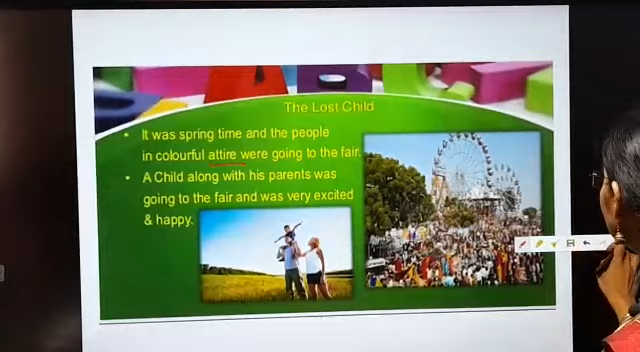 The Lost Child
• It was spring time and the people
in colourful attire were going to the fair.
• A Child along with his parents was
going to the fair and was very excited
& happy.